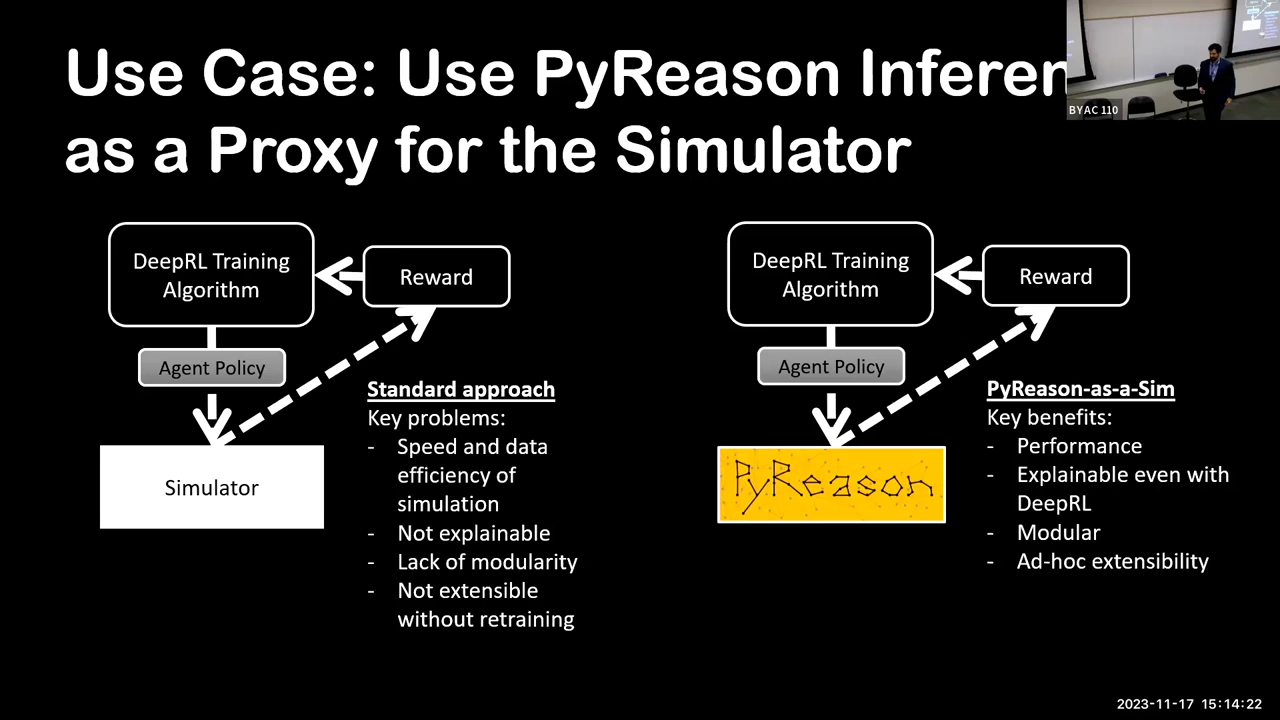 Use Case: Use PyReason Inferen
as a Proxy for the Simulator
BYAC 110
DeepRL Training
Algorithm
Reward
Agent Policy
Simulator
Standard approach
Key problems:
- Speed and data
efficiency of
simulation
- Not explainable
- Lack of modularity
- Not extensible
without retraining
DeepRL Training
Algorithm
Reward
Agent Policy
PyReason
PyReason-as-a-Sim
Key benefits:
- Performance
- Explainable even with
DeepRL
- Modular
- Ad-hoc extensibility
2023-11-17 15:14:22